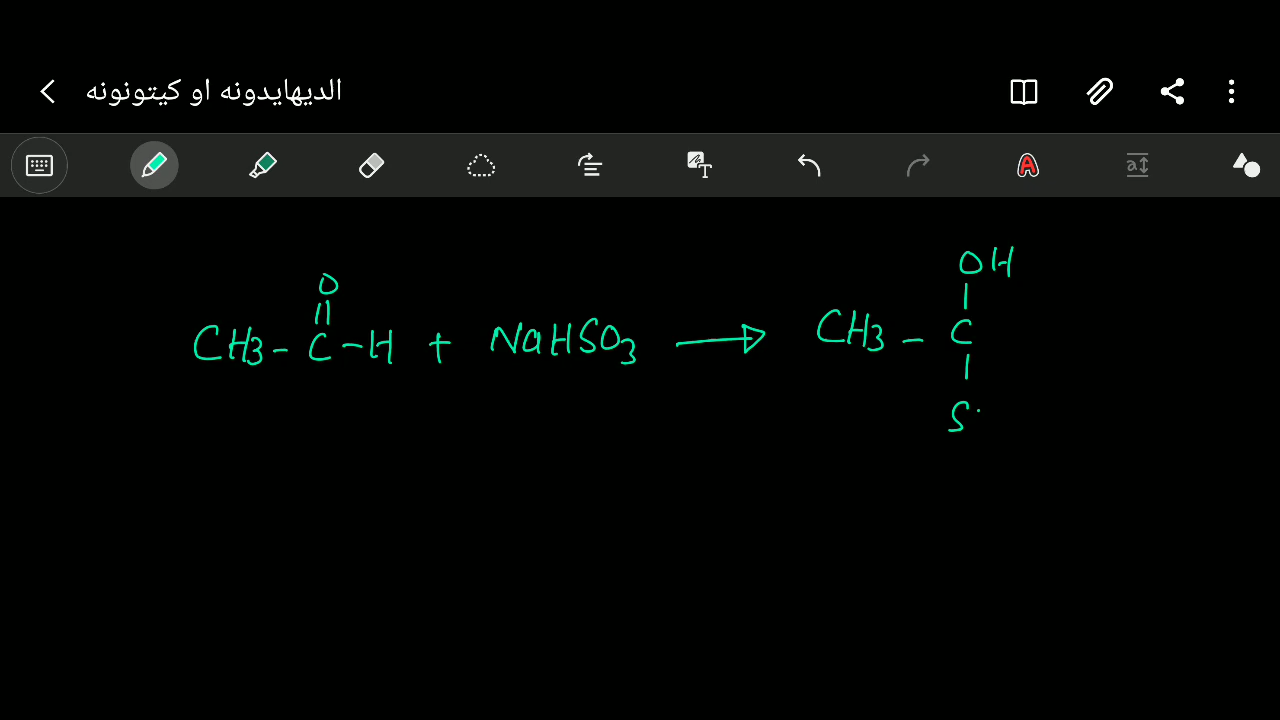 الديهايدونه او كيتونونه
OH
O
||
|
CH3 - C - H + NaHSO3 → CH3 - C
|
S